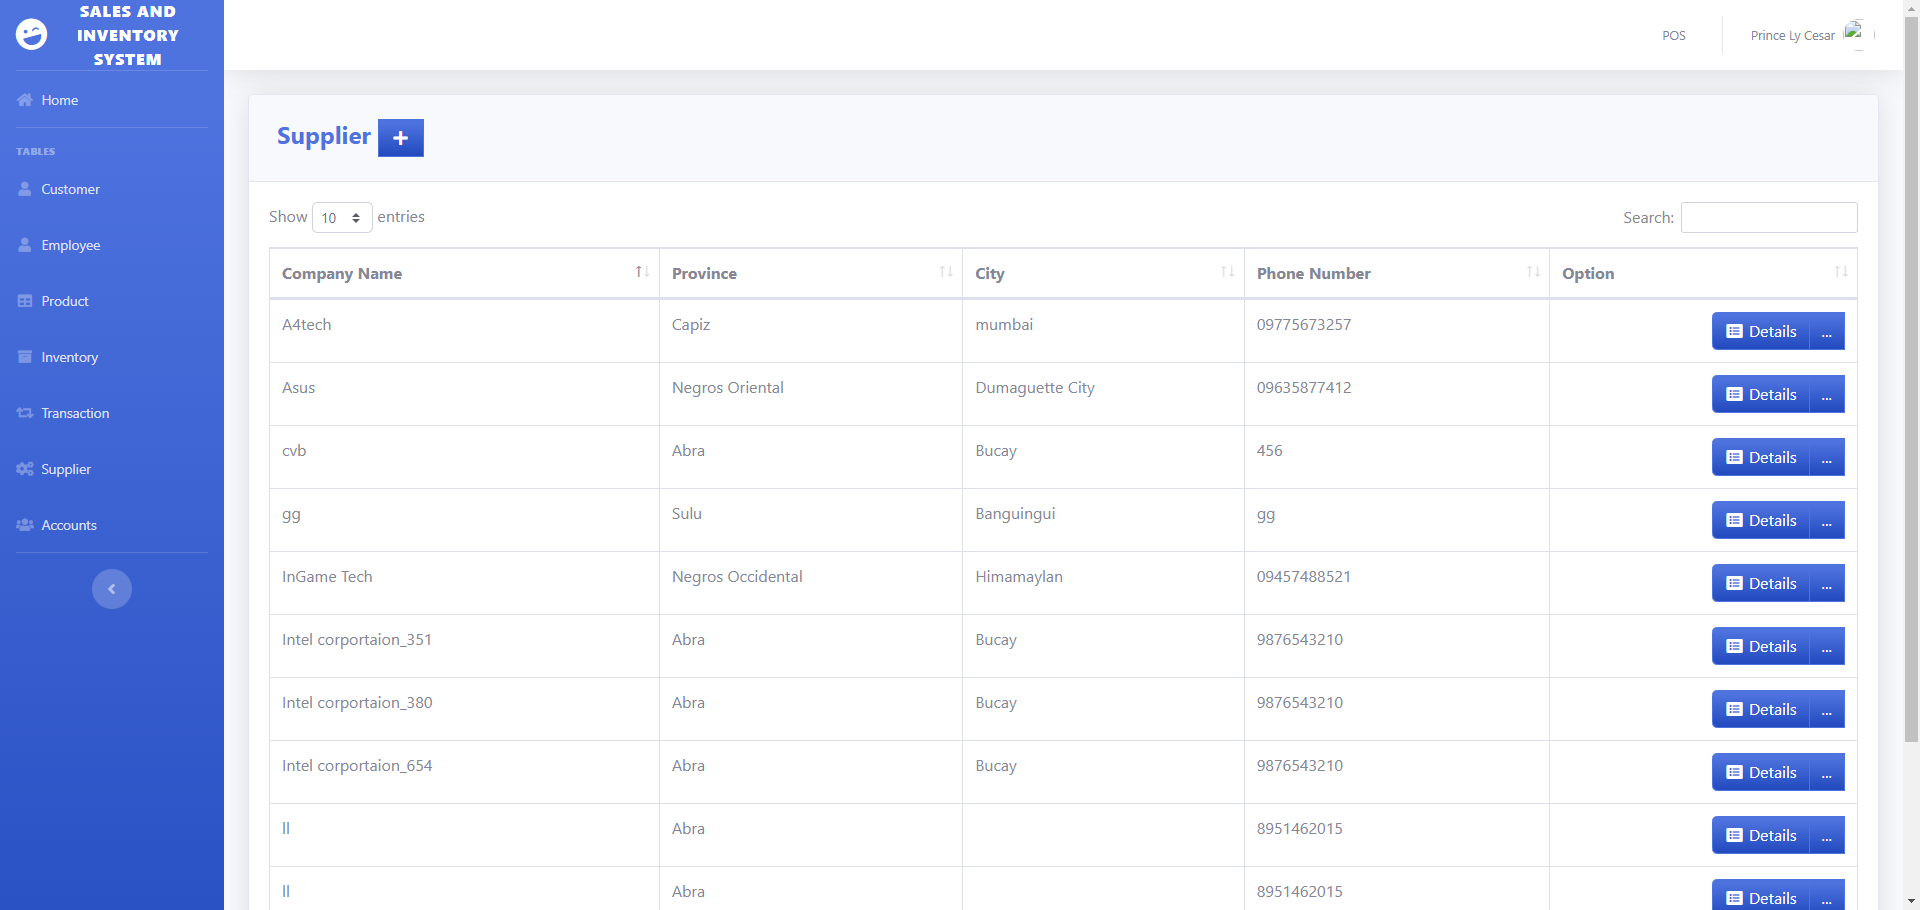 SALES AND
INVENTORY
SYSTEM
POS
Prince Ly Cesar
Home
TABLES
Customer
Employee
Product
Inventory
Transaction
Supplier
Accounts
Supplier
Show 10 entries
Search:
Company Name Province City Phone Number Option
A4tech Capiz mumbai 09775673257 Details ...
Asus Negros Oriental Dumaguette City 09635877412 Details ...
cvb Abra Bucay 456 Details ...
gg Sulu Banguingui gg Details ...
InGame Tech Negros Occidental Himamaylan 09457488521 Details ...
Intel corportaion_351 Abra Bucay 9876543210 Details ...
Intel corportaion_380 Abra Bucay 9876543210 Details ...
Intel corportaion_654 Abra Bucay 9876543210 Details ...
ll Abra 8951462015 Details ...
ll Abra 8951462015 Details ...